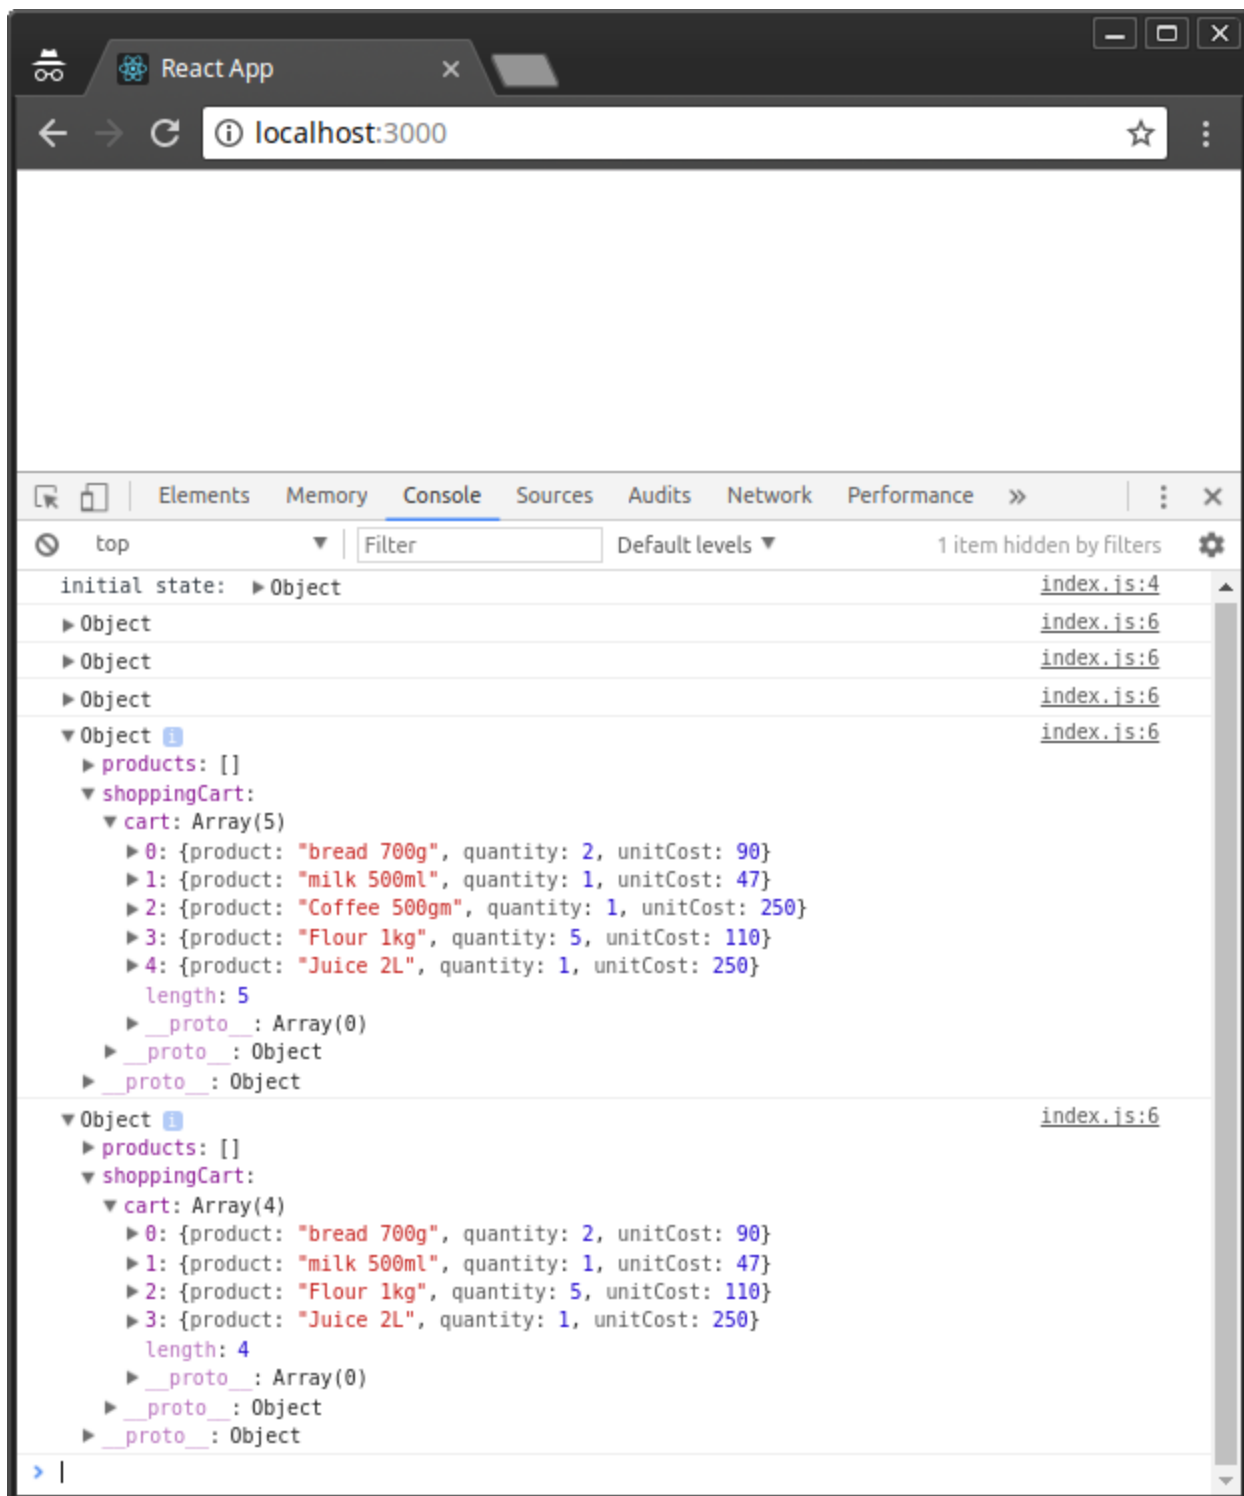 React App
localhost:3000
Elements Memory Console Sources Audits Network Performance »
top Filter Default levels 1 item hidden by filters
initial state: Object index.js:4
Object index.js:6
Object index.js:6
Object index.js:6
Object i index.js:6
products: []
shoppingCart:
cart: Array(5)
0: {product: "bread 700g", quantity: 2, unitCost: 90}
1: {product: "milk 500ml", quantity: 1, unitCost: 47}
2: {product: "Coffee 500gm", quantity: 1, unitCost: 250}
3: {product: "Flour 1kg", quantity: 5, unitCost: 110}
4: {product: "Juice 2L", quantity: 1, unitCost: 250}
length: 5
__proto__: Array(0)
__proto__: Object
__proto__: Object
Object i index.js:6
products: []
shoppingCart:
cart: Array(4)
0: {product: "bread 700g", quantity: 2, unitCost: 90}
1: {product: "milk 500ml", quantity: 1, unitCost: 47}
2: {product: "Flour 1kg", quantity: 5, unitCost: 110}
3: {product: "Juice 2L", quantity: 1, unitCost: 250}
length: 4
__proto__: Array(0)
__proto__: Object
__proto__: Object